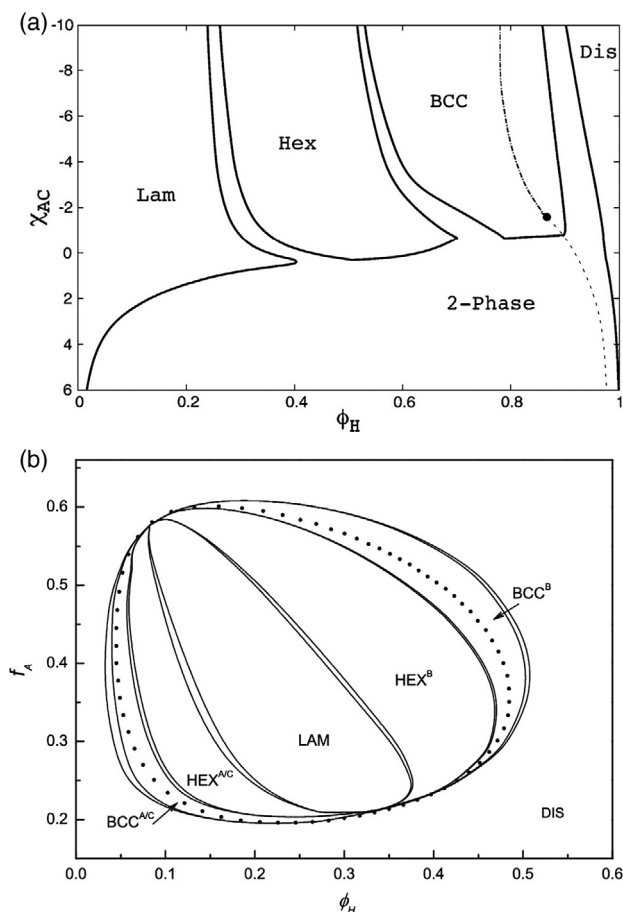 (a)
-10
-8
-6
-4
-2
0
2
4
6
χAC
Lam
Hex
BCC
Dis
2-Phase
0 0.2 0.4 0.6 0.8 1
ϕH
(b)
0.6
0.5
0.4
0.3
0.2
fA
BCCB
HEXB
LAM
HEXA/C
BCCA/C
DIS
0.0 0.1 0.2 0.3 0.4 0.5 0.6
ϕH